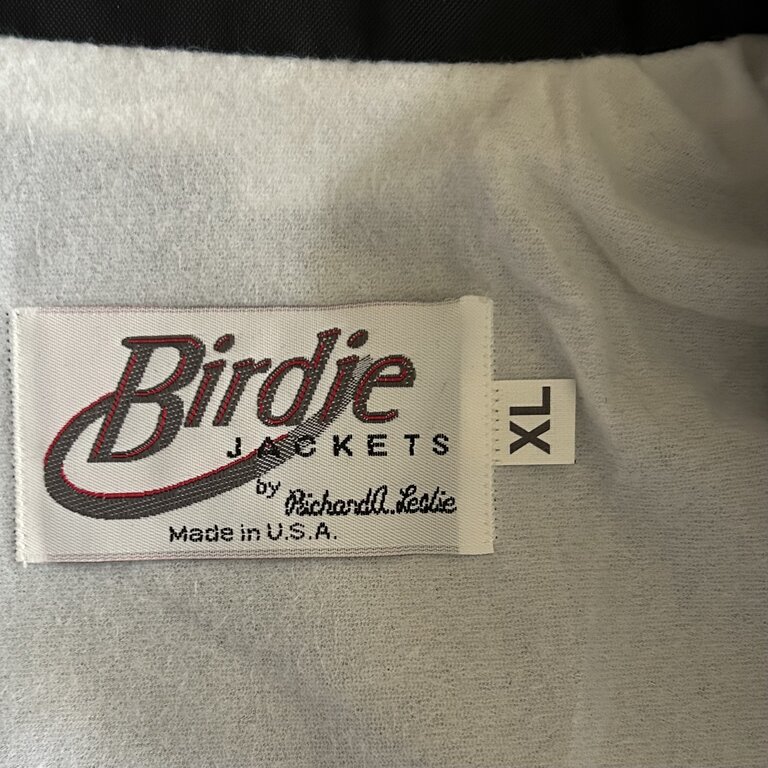 Birdie
JACKETS
by Richard A. Leslie
Made in U.S.A.
XL